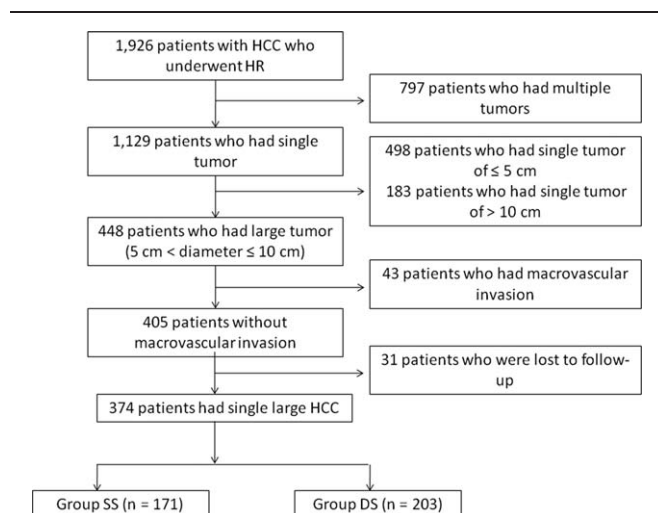 1,926 patients with HCC who
underwent HR
797 patients who had multiple
tumors
1,129 patients who had single
tumor
498 patients who had single tumor
of ≤ 5 cm
183 patients who had single tumor
of > 10 cm
448 patients who had large tumor
(5 cm < diameter ≤ 10 cm)
43 patients who had macrovascular
invasion
405 patients without
macrovascular invasion
31 patients who were lost to follow-
up
374 patients had single large HCC
Group SS (n = 171)
Group DS (n = 203)